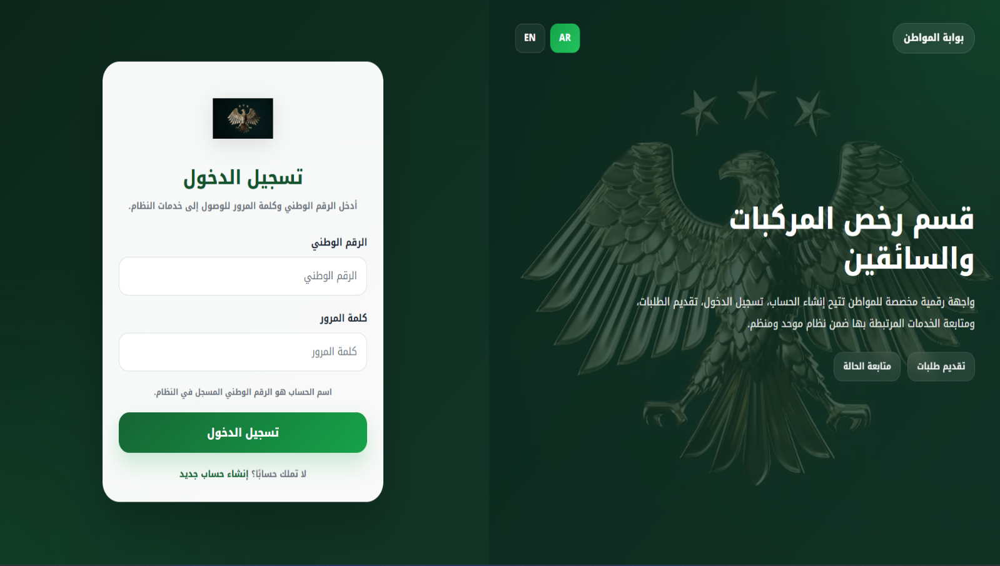 بوابة المواطن
AR
EN
قسم رخص المركبات
والسائقين
واجهة رقمية مخصصة للمواطن تتيح إنشاء الحساب، تسجيل الدخول، تقديم الطلبات،
ومتابعة الخدمات المرتبطة بها ضمن نظام موحد ومنظم.
تقديم طلبات
متابعة الحالة
تسجيل الدخول
أدخل الرقم الوطني وكلمة المرور للوصول إلى خدمات النظام.
الرقم الوطني
الرقم الوطني
كلمة المرور
كلمة المرور
اسم الحساب هو الرقم الوطني المسجل في النظام.
تسجيل الدخول
لا تملك حسابًا؟ إنشاء حساب جديد